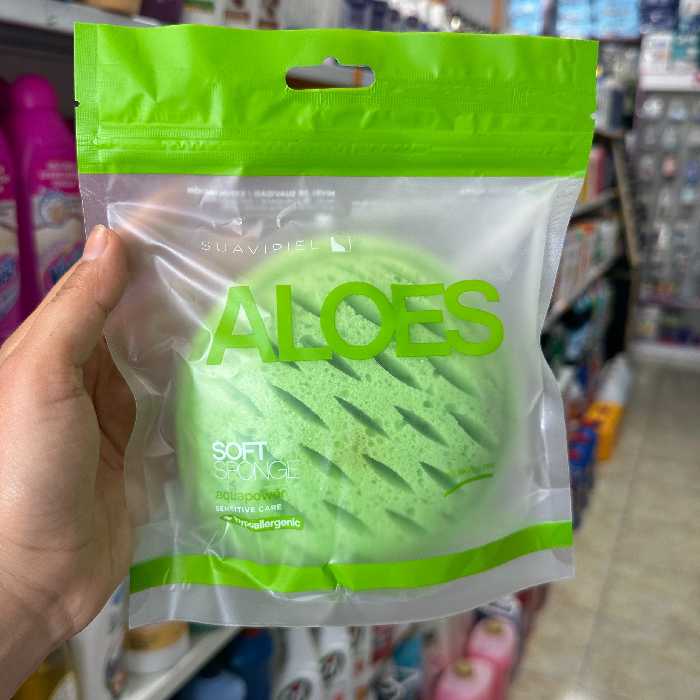 SUAVIPIEL
ALOES
SOFT
SPONGE
aquapower
SENSITIVE CARE
hypoallergenic